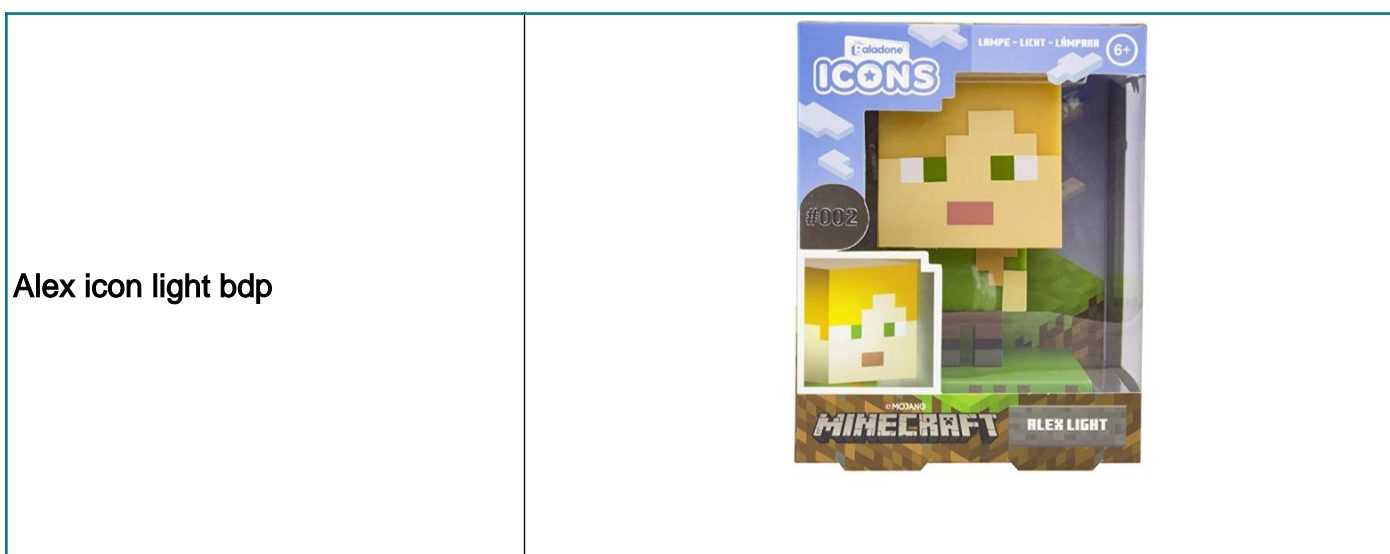 Alex icon light bdp
Paladone
ICONS
LAMPE - LICHT - LÁMPARA
6+
#002
MOJANG
MINECRAFT
ALEX LIGHT